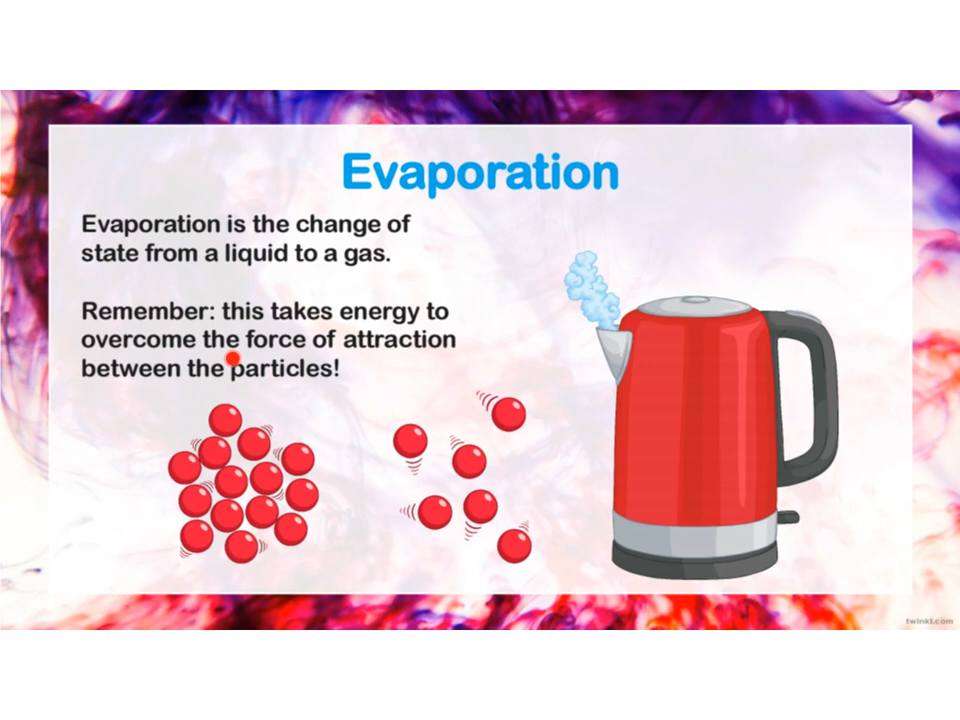 Evaporation
Evaporation is the change of
state from a liquid to a gas.
Remember: this takes energy to
overcome the force of attraction
between the particles!
twinkl.com